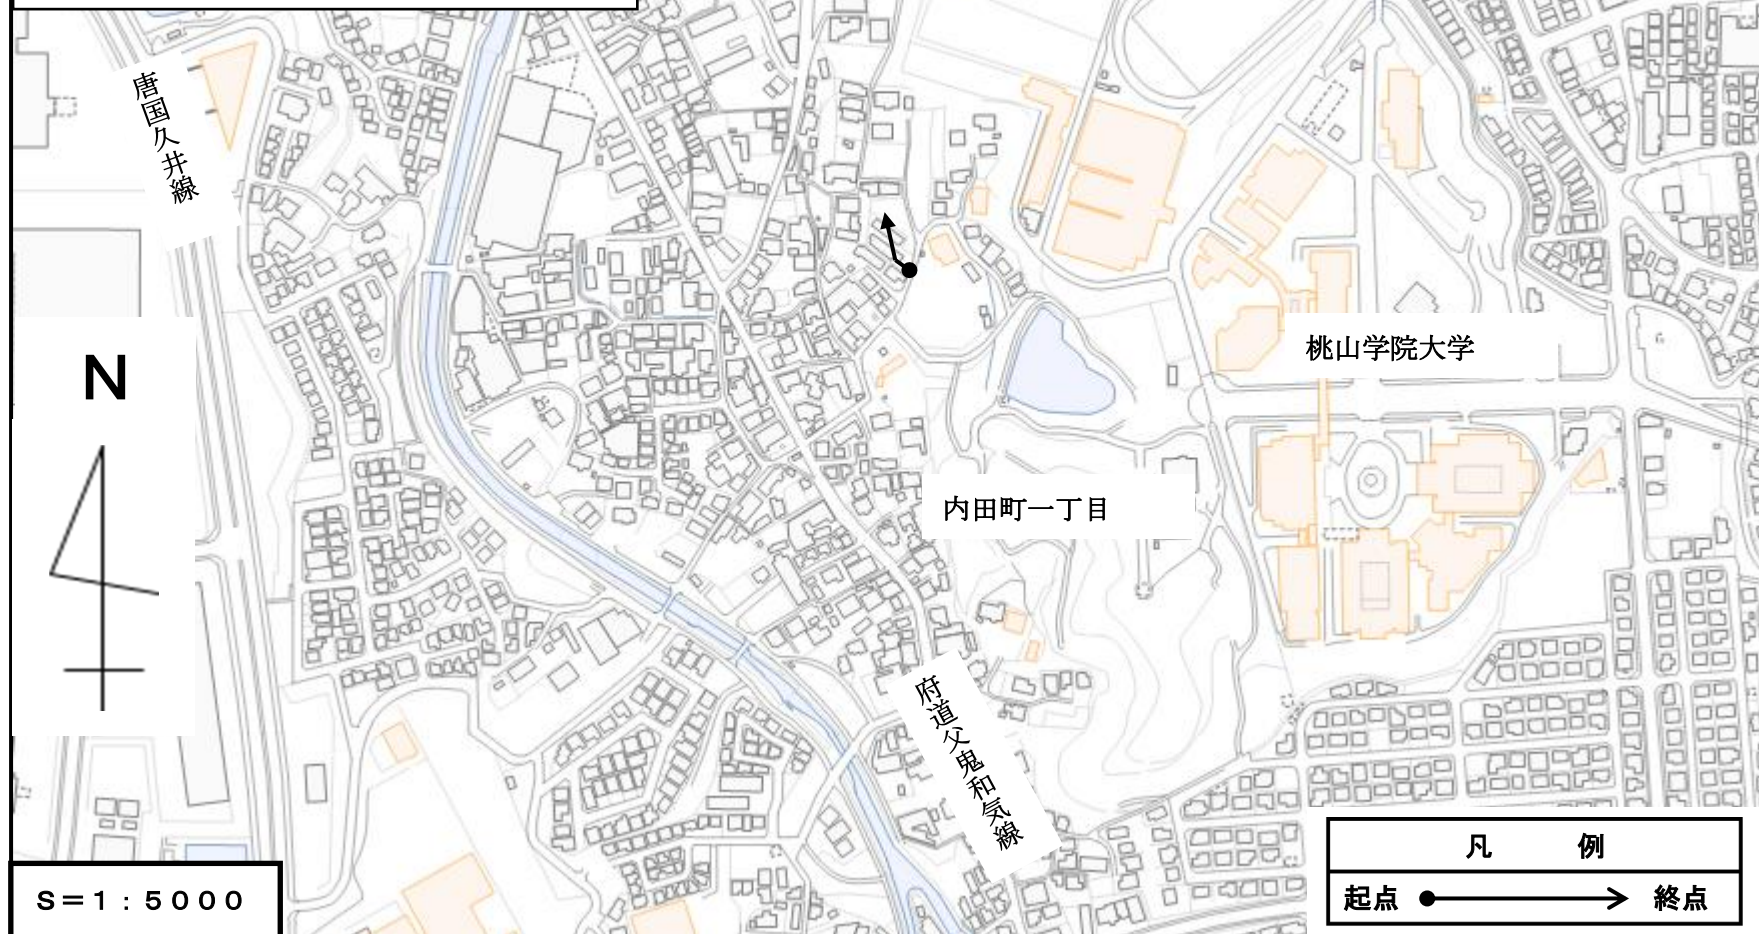 唐国久井線
N
桃山学院大学
内田町一丁目
府道父鬼和気線
凡　例
起点　終点
S＝1：5000